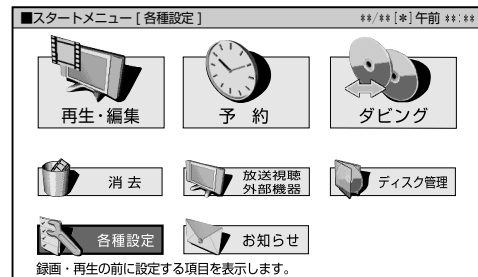 ■スタートメニュー [ 各種設定 ]
**/** [*] 午前 **:**
再生・編集
予 約
ダビング
消 去
放送視聴
外部機器
ディスク管理
各種設定
お知らせ
録画・再生の前に設定する項目を表示します。